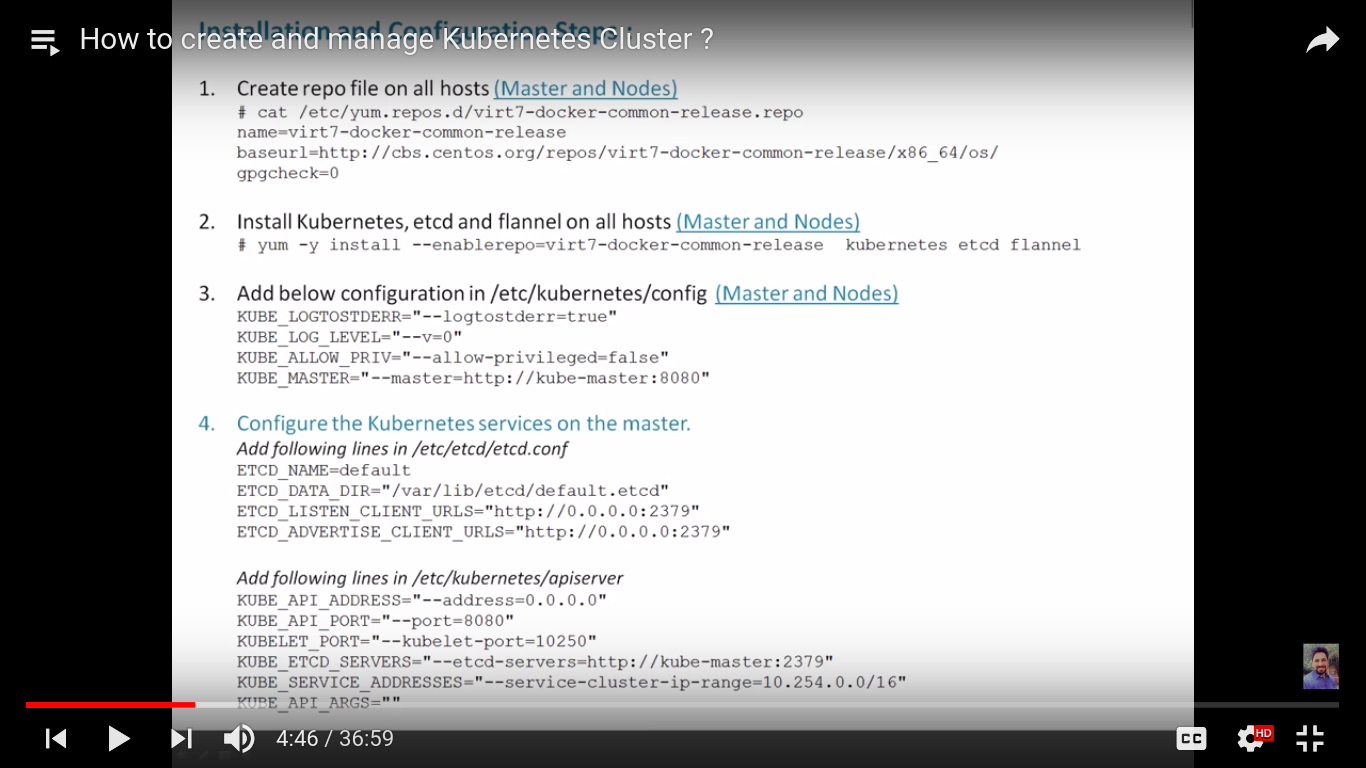 Installation and Configuration Steps :
How to create and manage Kubernetes Cluster ?
1. Create repo file on all hosts (Master and Nodes)
# cat /etc/yum.repos.d/virt7-docker-common-release.repo
name=virt7-docker-common-release
baseurl=http://cbs.centos.org/repos/virt7-docker-common-release/x86_64/os/
gpgcheck=0
2. Install Kubernetes, etcd and flannel on all hosts (Master and Nodes)
# yum -y install --enablerepo=virt7-docker-common-release kubernetes etcd flannel
3. Add below configuration in /etc/kubernetes/config (Master and Nodes)
KUBE_LOGTOSTDERR="--logtostderr=true"
KUBE_LOG_LEVEL="--v=0"
KUBE_ALLOW_PRIV="--allow-privileged=false"
KUBE_MASTER="--master=http://kube-master:8080"
4. Configure the Kubernetes services on the master.
Add following lines in /etc/etcd/etcd.conf
ETCD_NAME=default
ETCD_DATA_DIR="/var/lib/etcd/default.etcd"
ETCD_LISTEN_CLIENT_URLS="http://0.0.0.0:2379"
ETCD_ADVERTISE_CLIENT_URLS="http://0.0.0.0:2379"
Add following lines in /etc/kubernetes/apiserver
KUBE_API_ADDRESS="--address=0.0.0.0"
KUBE_API_PORT="--port=8080"
KUBELET_PORT="--kubelet-port=10250"
KUBE_ETCD_SERVERS="--etcd-servers=http://kube-master:2379"
KUBE_SERVICE_ADDRESSES="--service-cluster-ip-range=10.254.0.0/16"
KUBE_API_ARGS=""
4:46 / 36:59
CC
HD